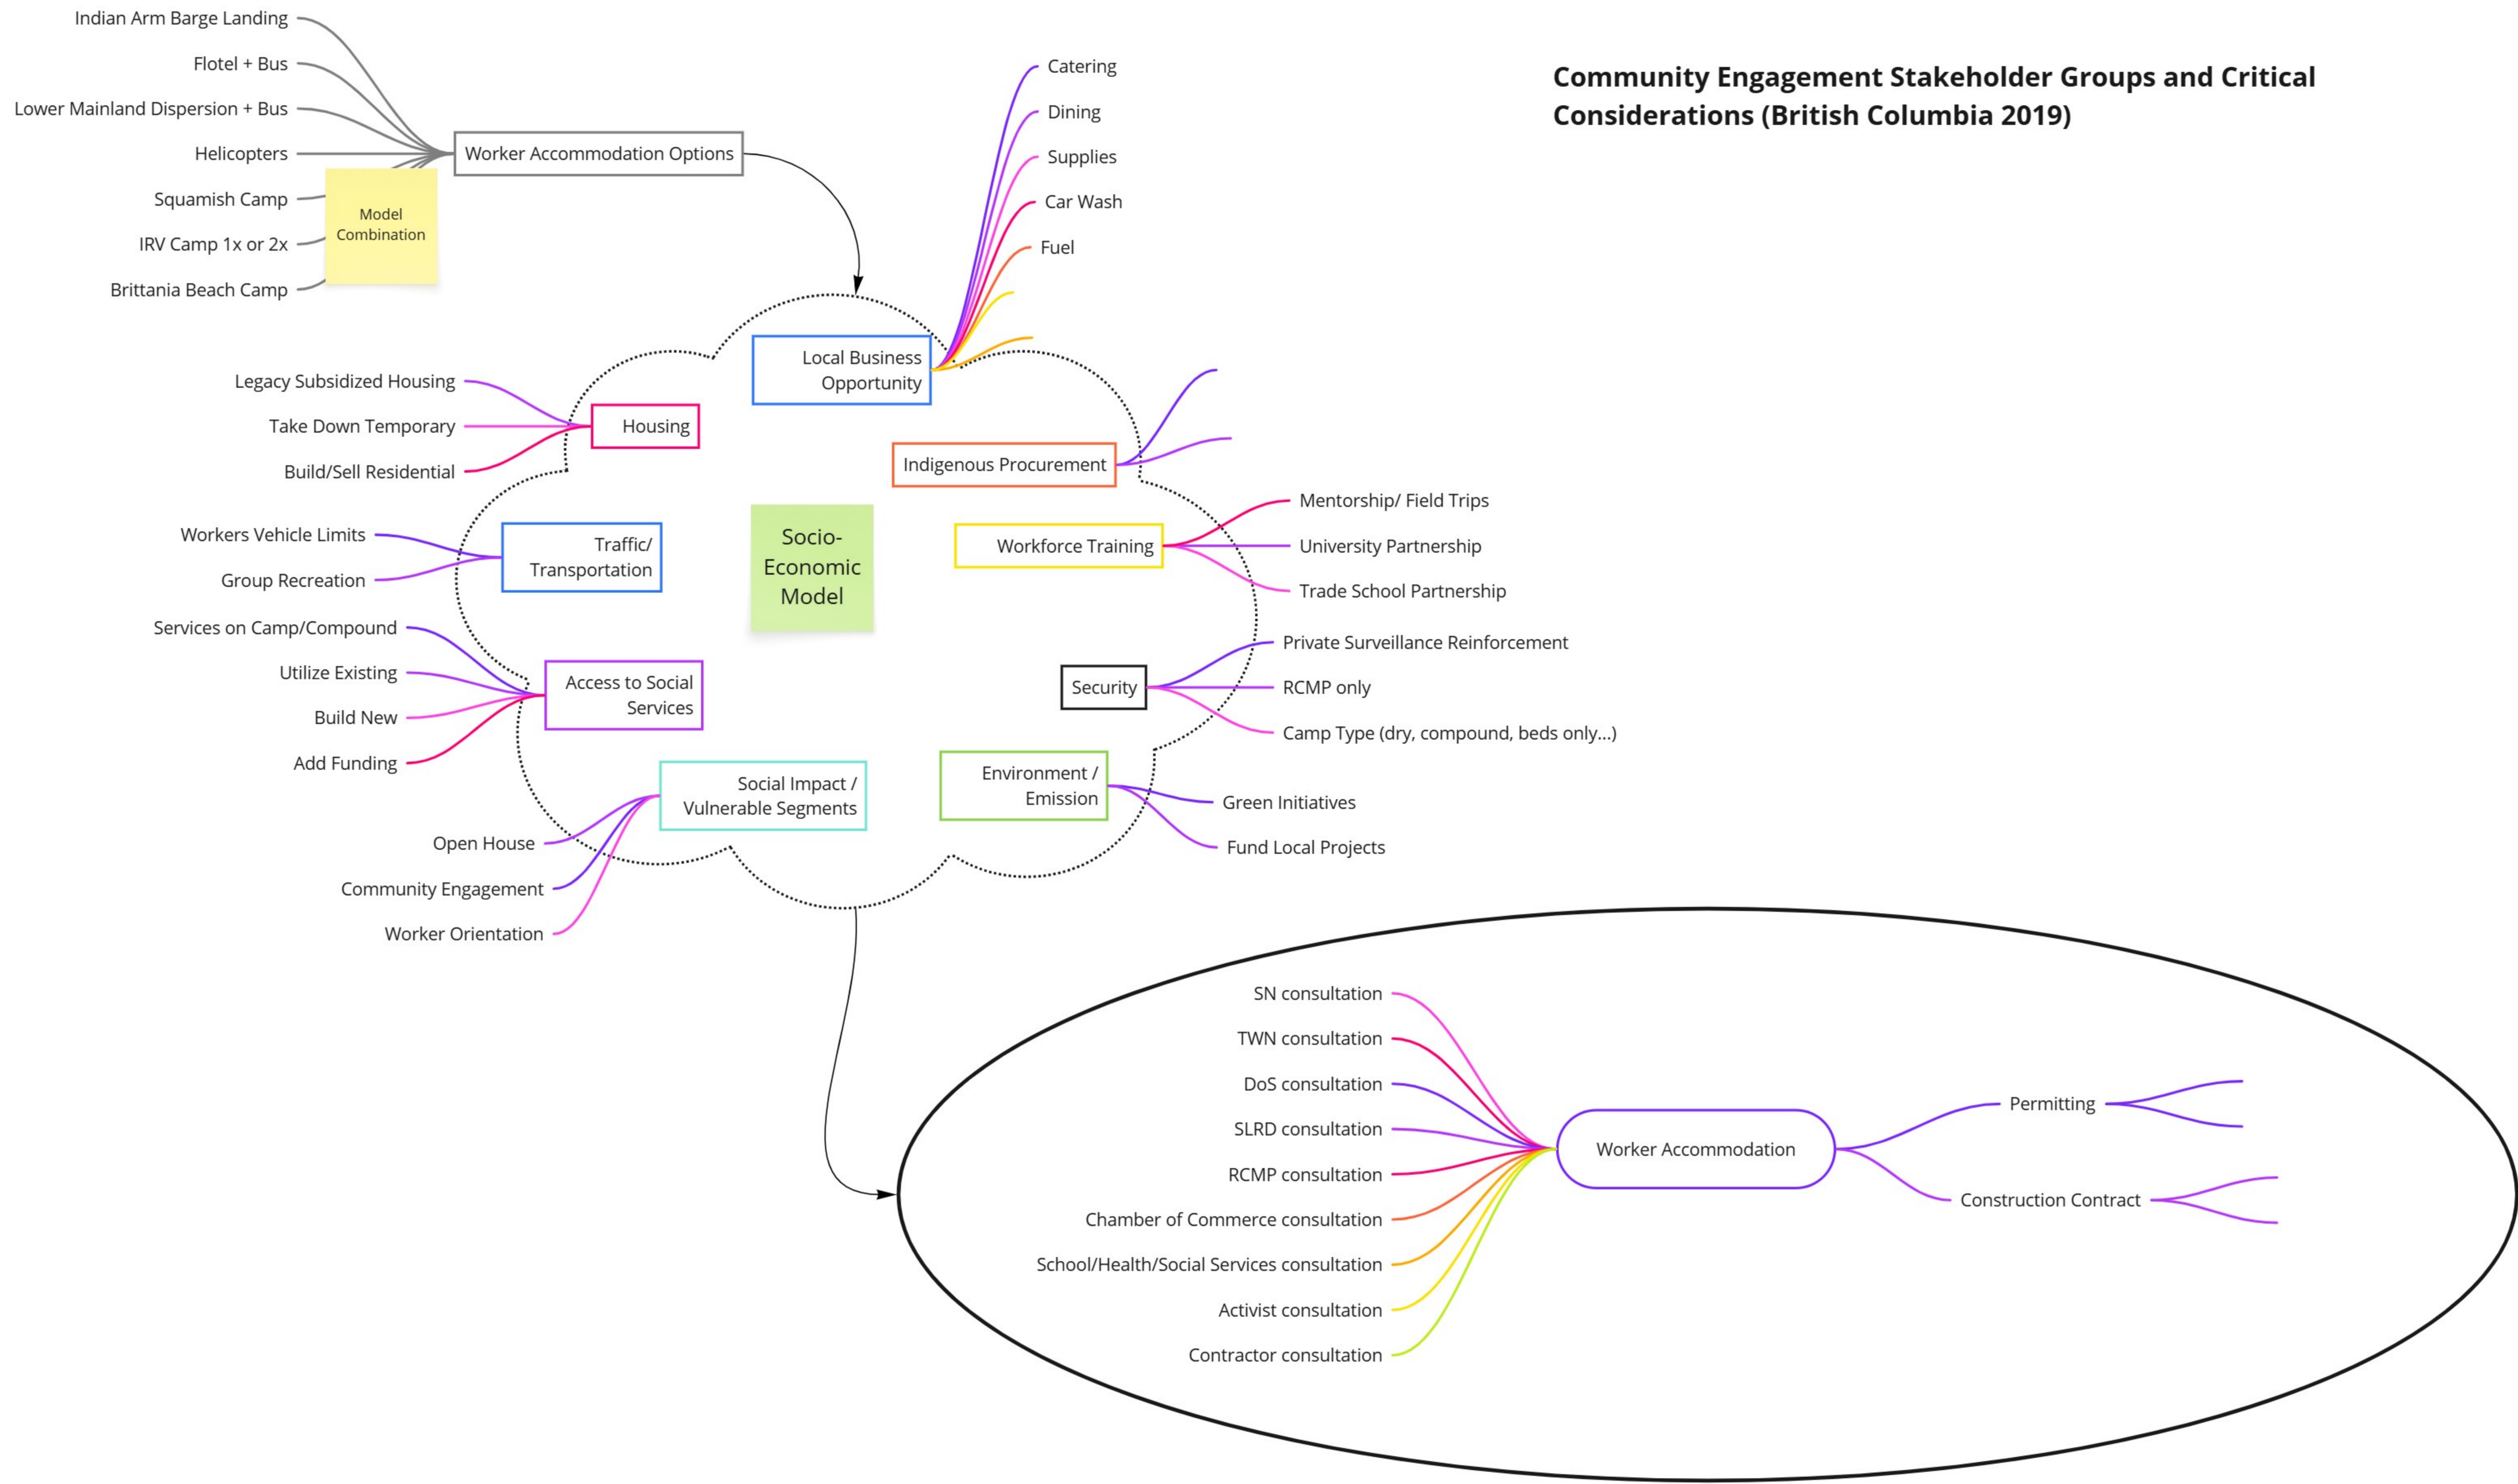 Community Engagement Stakeholder Groups and Critical
Considerations (British Columbia 2019)
Indian Arm Barge Landing
Flotel + Bus
Lower Mainland Dispersion + Bus
Helicopters
Squamish Camp
IRV Camp 1x or 2x
Brittania Beach Camp
Model
Combination
Worker Accommodation Options
Catering
Dining
Supplies
Car Wash
Fuel
Local Business
Opportunity
Legacy Subsidized Housing
Take Down Temporary
Build/Sell Residential
Housing
Indigenous Procurement
Workers Vehicle Limits
Group Recreation
Traffic/
Transportation
Socio-
Economic
Model
Workforce Training
Mentorship/ Field Trips
University Partnership
Trade School Partnership
Services on Camp/Compound
Utilize Existing
Build New
Add Funding
Access to Social
Services
Security
Private Surveillance Reinforcement
RCMP only
Camp Type (dry, compound, beds only...)
Social Impact /
Vulnerable Segments
Open House
Community Engagement
Worker Orientation
Environment /
Emission
Green Initiatives
Fund Local Projects
SN consultation
TWN consultation
DoS consultation
SLRD consultation
RCMP consultation
Chamber of Commerce consultation
School/Health/Social Services consultation
Activist consultation
Contractor consultation
Worker Accommodation
Permitting
Construction Contract